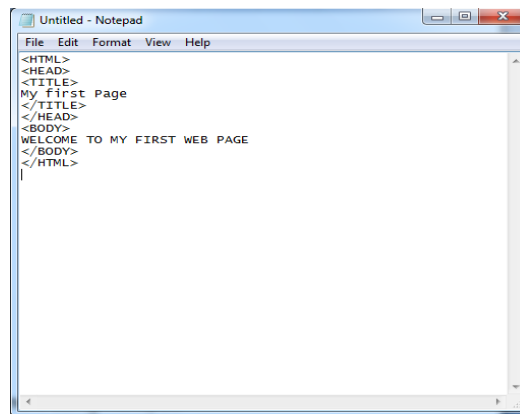 Untitled - Notepad
File Edit Format View Help
<HTML>
<HEAD>
<TITLE>
My first Page
</TITLE>
</HEAD>
<BODY>
WELCOME TO MY FIRST WEB PAGE
</BODY>
</HTML>